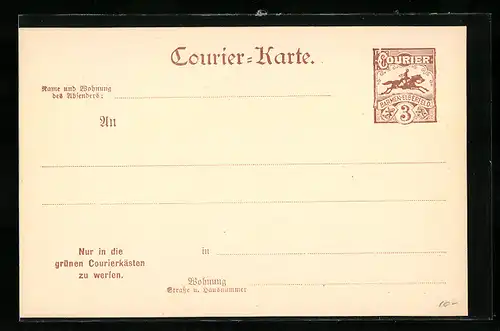 Courier-Karte.
COURIER
BARMEN-ELBERFELD
3
Name und Wohnung
des Absenders:
An
Nur in die
grünen Courierkästen
zu werfen.
in
Wohnung
Straße u. Hausnummer
10-